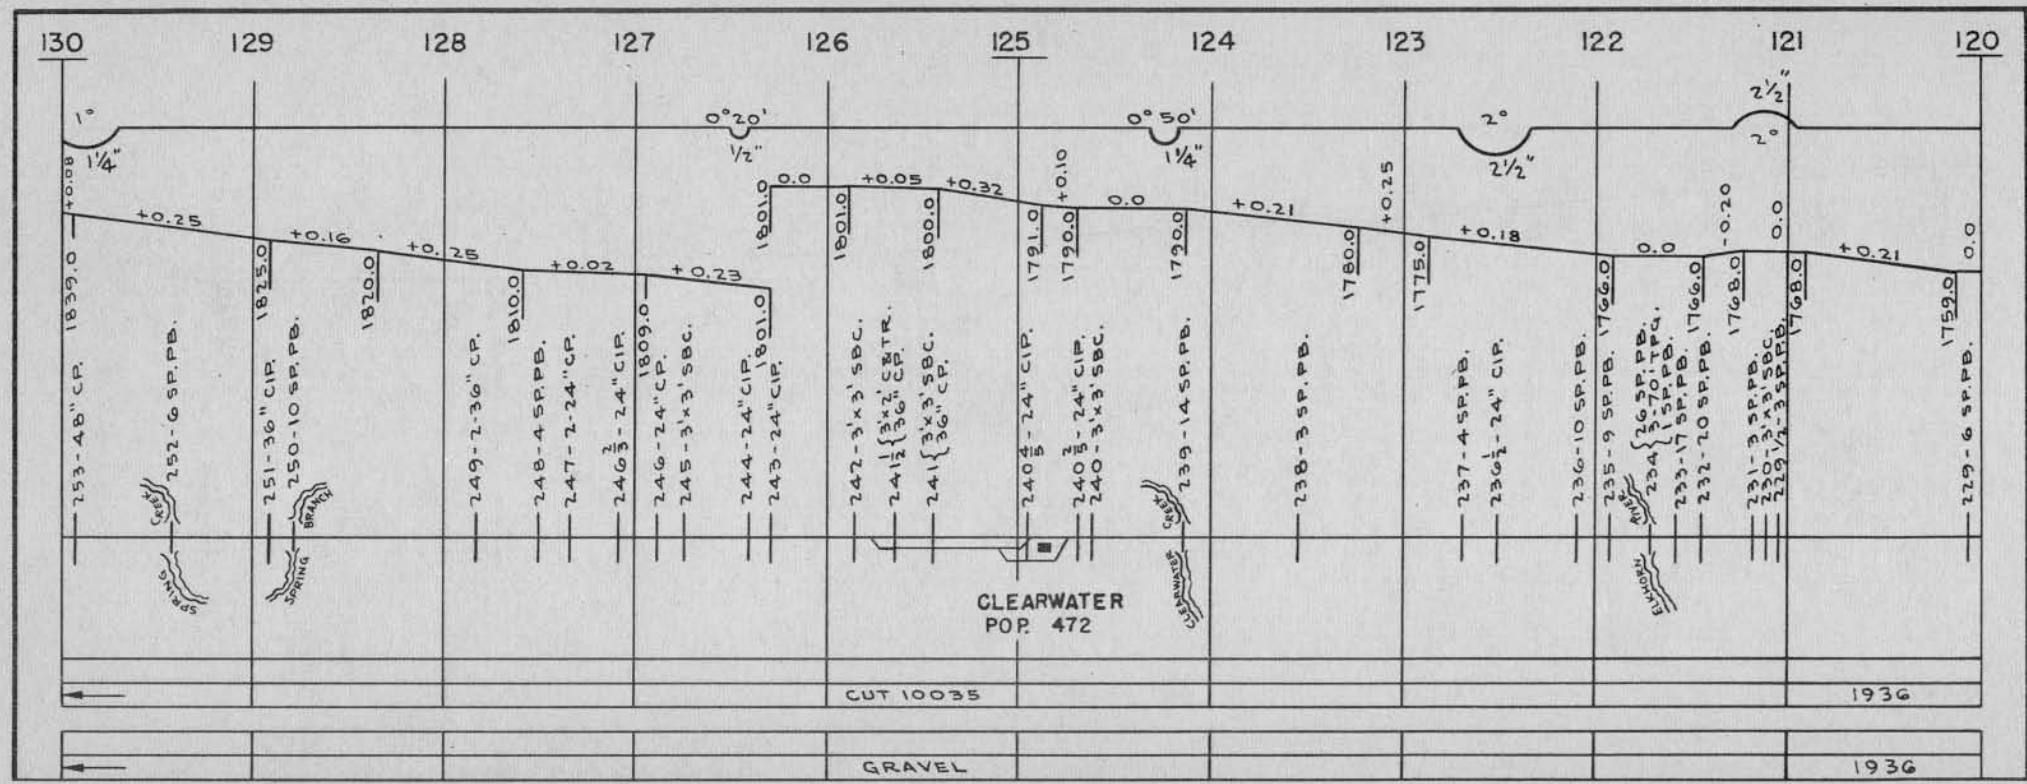 130 129 128 127 126 125 124 123 122 121 120
1° 0°20' 0°50' 2° 2½"
1¼" ½" 1¼" 2½" 2°
+0.08 +0.25 +0.16 +0.25 +0.02 +0.23 0.0 +0.05 +0.32 +0.10 0.0 +0.21 +0.25 +0.18 0.0 -0.20 0.0 +0.21 0.0
1839.0 1825.0 1820.0 1810.0 1809.0 1801.0 1801.0 1801.0 1800.0 1791.0 1790.0 1790.0 1780.0 1775.0 1766.0 1766.0 1768.0 1768.0 1759.0
253-48" CP.
252-6 SP. PB.
251-36" CIP.
250-10 SP. PB.
249-2-36" CP.
248-4 SP. PB.
247-2-24" CP.
246⅔-24" CIP.
246-24" CP.
245-3'x3' SBC.
244-24" CIP.
243-24" CIP.
242-3'x3' SBC.
241½{3'x2' C&TR.
{36" CP.
241{3'x3' SBC.
{36" CP.
240⅘-24" CIP.
240⅖-24" CIP.
240-3'x3' SBC.
239-14 SP. PB.
238-3 SP. PB.
237-4 SP. PB.
236½-24" CIP.
236-10 SP. PB.
235-9 SP. PB.
234{26 SP. PB.
{3-70' TPG.
1 SP. PB.
233-17 SP. PB.
232-20 SP. PB.
231-3 SP. PB.
230-3'x3' SBC.
229½-3 SP. PB.
229-6 SP. PB.
SPRING CREEK
SPRING BRANCH
CLEARWATER CREEK
ELKHORN RIVER
CLEARWATER
POP. 472
CUT 10035 1936
GRAVEL 1936